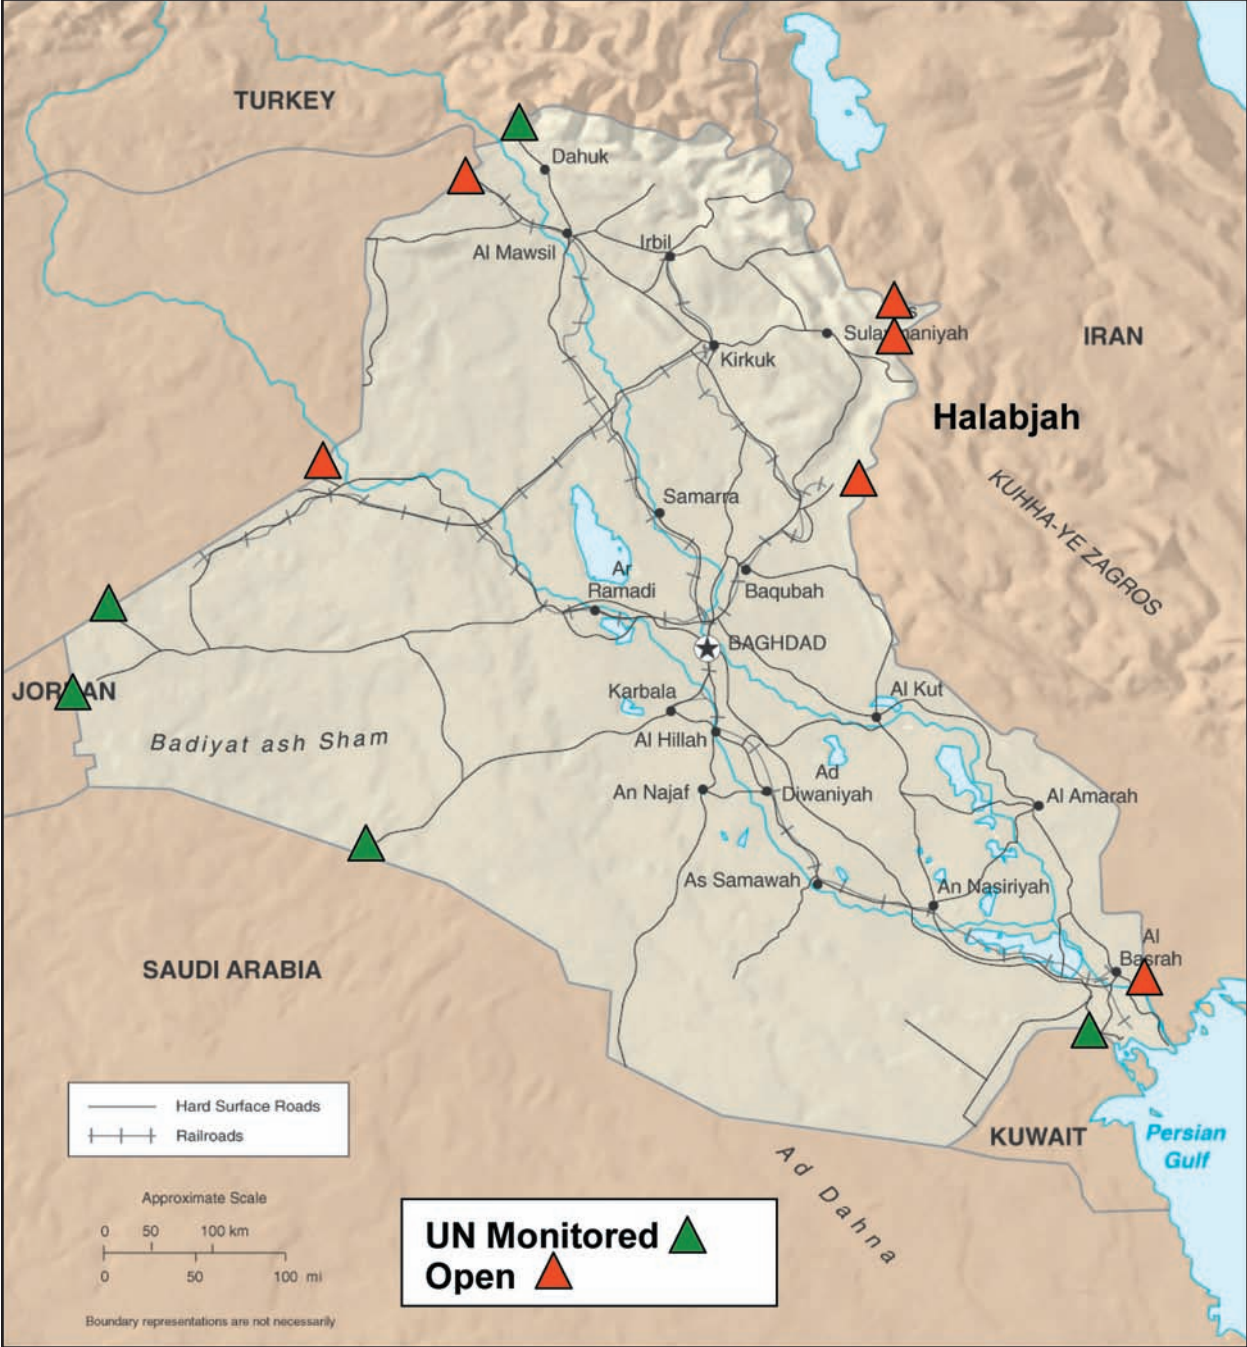 TURKEY
Dahuk
Al Mawsil
Irbil
Kirkuk
IRAN
Halabjah
KUHHA-YE ZAGROS
Samarra
Ar
Ramadi
Baqubah
BAGHDAD
Karbala
Al Kut
Al Hillah
Badiyat ash Sham
An Najaf
Ad
Diwaniyah
Al Amarah
As Samawah
An Nasiriyah
Al
Basrah
SAUDI ARABIA
KUWAIT
Persian
Gulf
Ad Dahna
Hard Surface Roads
Railroads
Approximate Scale
0 50 100 km
0 50 100 mi
Boundary representations are not necessarily
UN Monitored
Open